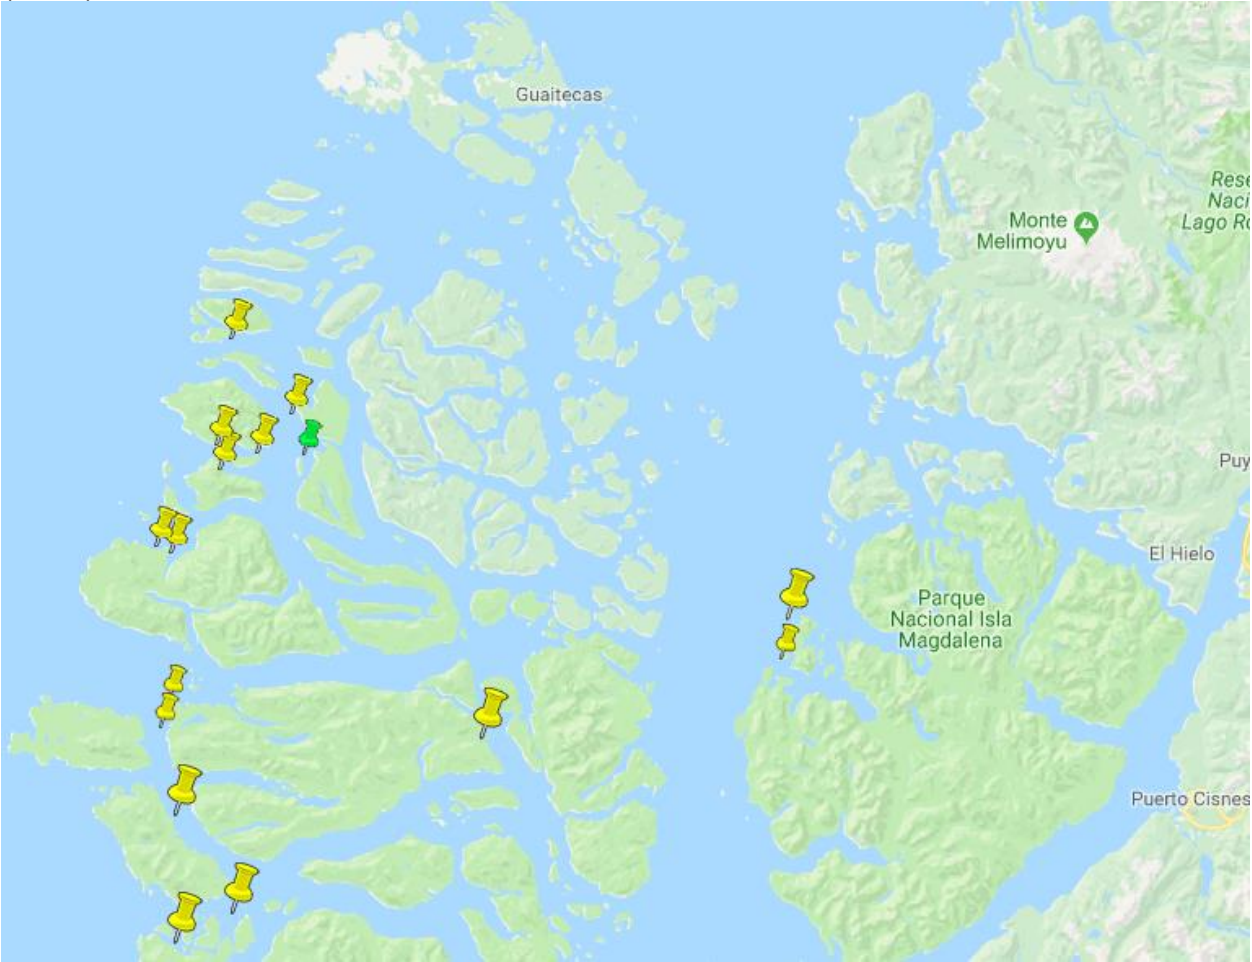 Guaitecas
Rese
Naci
Lago Ro
Monte
Melimoyu
Puy
El Hielo
Parque
Nacional Isla
Magdalena
Puerto Cisnes